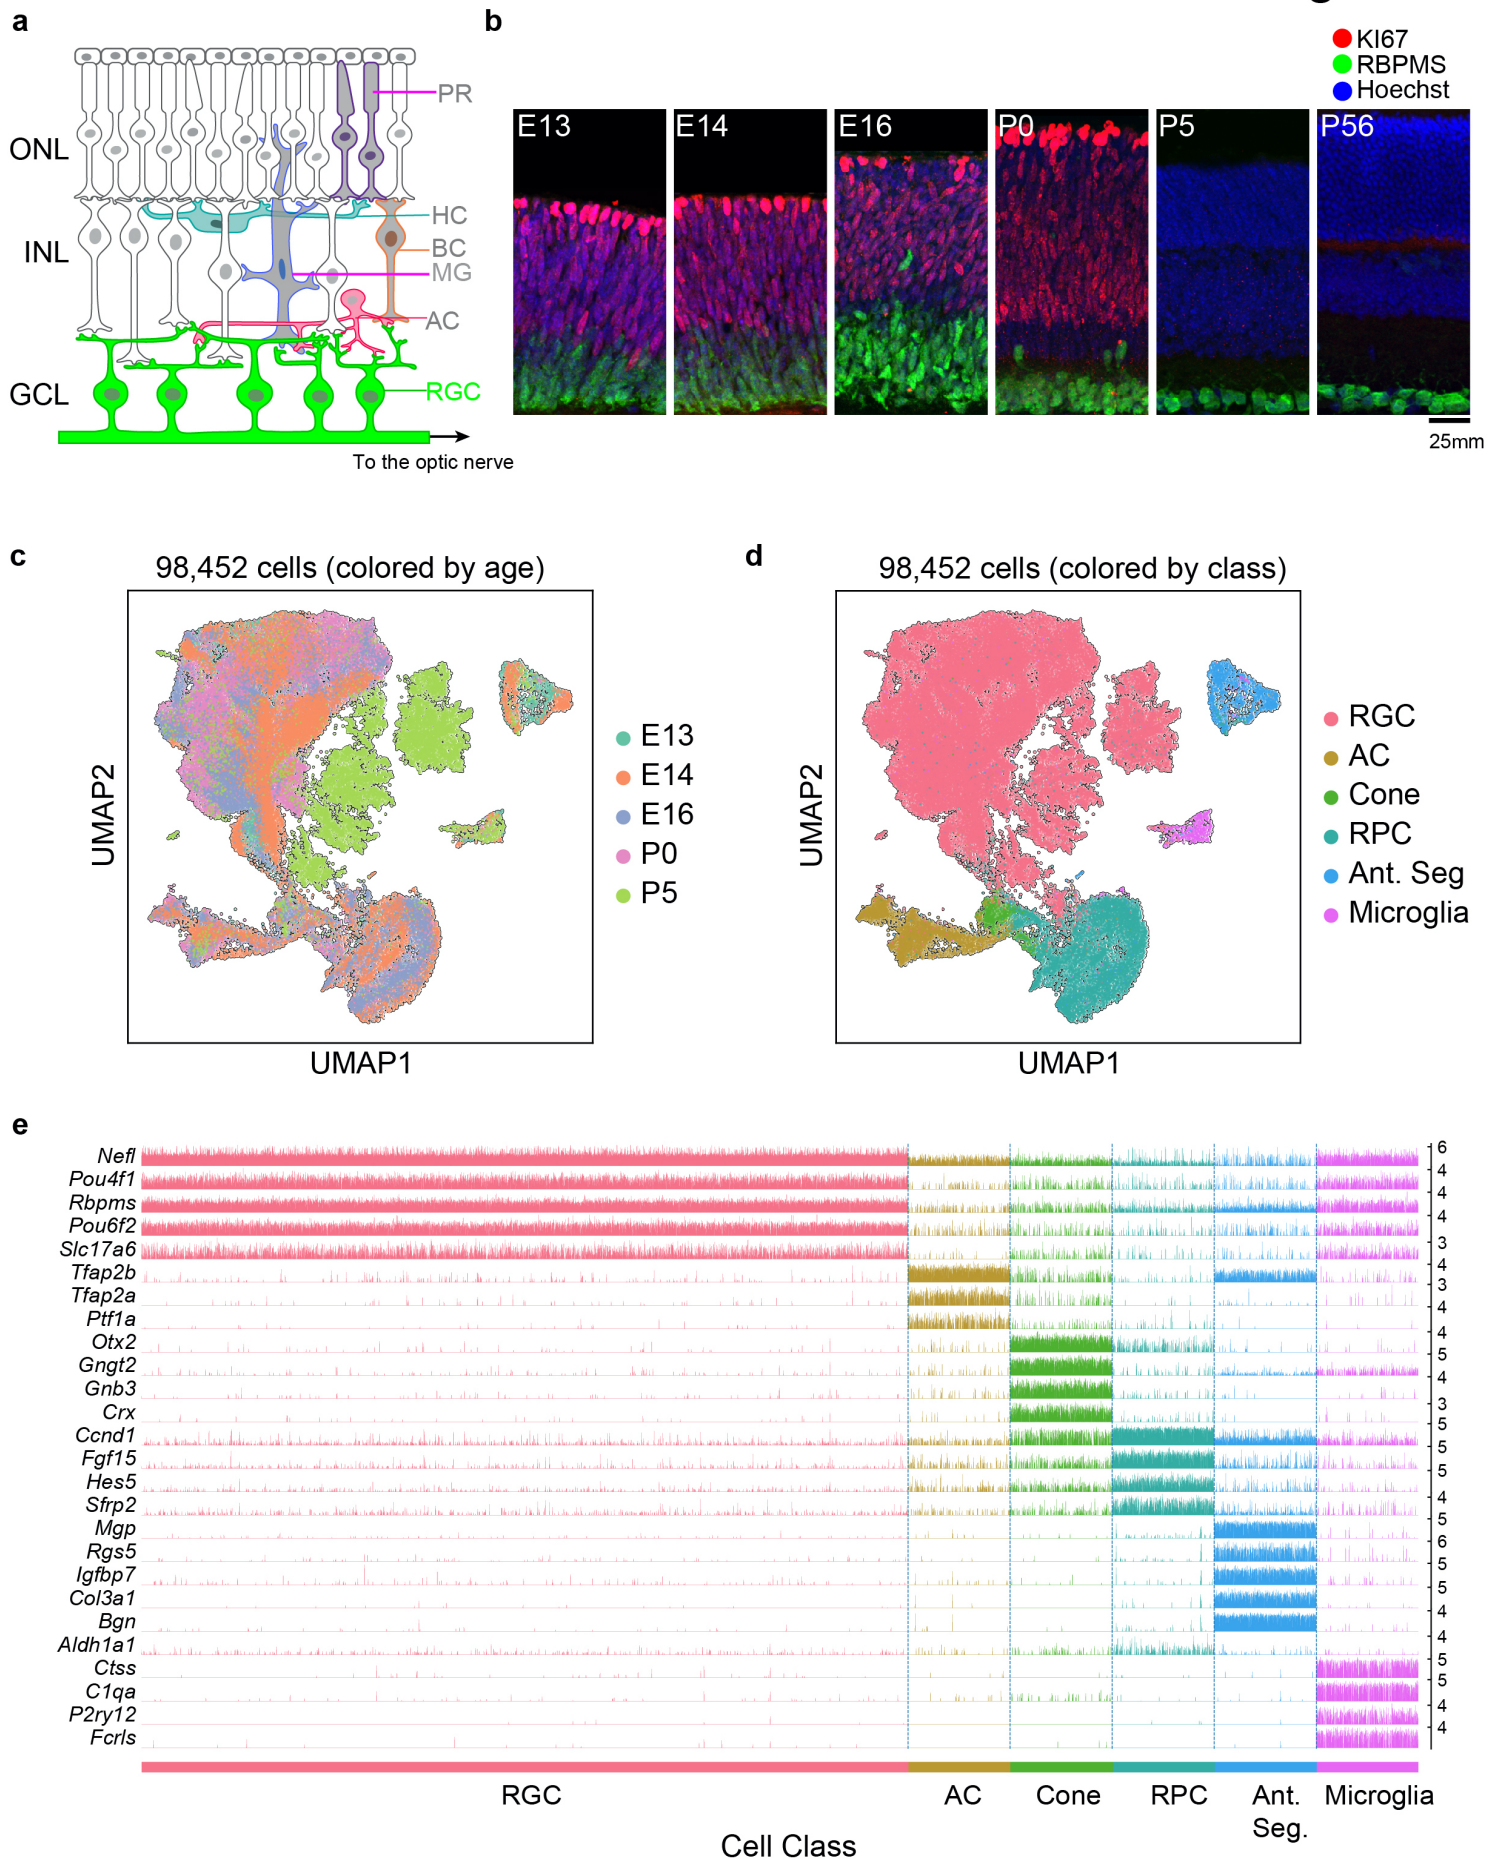 a
ONL
INL
GCL
PR
HC
BC
MG
AC
RGC
To the optic nerve
b
KI67
RBPMS
Hoechst
E13
E14
E16
P0
P5
P56
25mm
c
98,452 cells (colored by age)
UMAP2
UMAP1
E13
E14
E16
P0
P5
d
98,452 cells (colored by class)
UMAP2
UMAP1
RGC
AC
Cone
RPC
Ant. Seg
Microglia
e
Nefl
Pou4f1
Rbpms
Pou6f2
Slc17a6
Tfap2b
Tfap2a
Ptf1a
Otx2
Gngt2
Gnb3
Crx
Ccnd1
Fgf15
Hes5
Sfrp2
Mgp
Rgs5
Igfbp7
Col3a1
Bgn
Aldh1a1
Ctss
C1qa
P2ry12
Fcrls
6
4
4
4
3
4
3
4
4
5
4
3
5
5
5
4
5
6
5
5
4
4
5
5
4
4
RGC
AC
Cone
RPC
Ant.
Seg.
Microglia
Cell Class